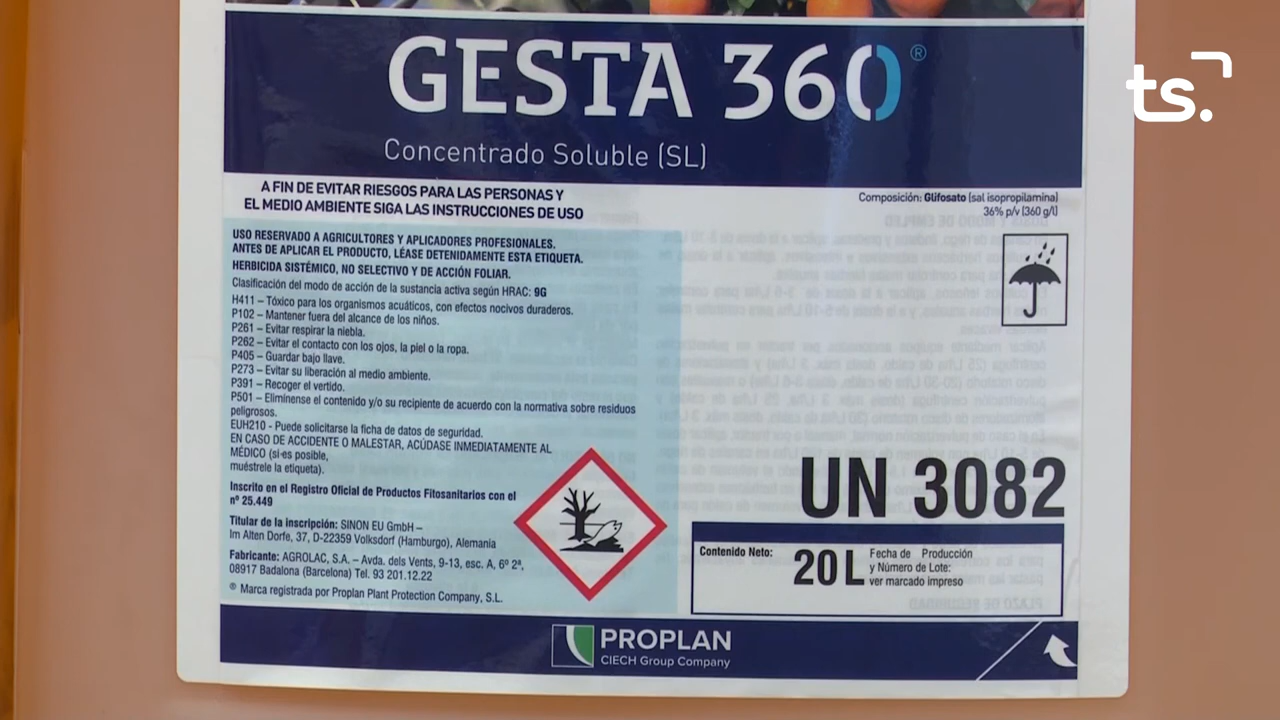 GESTA 360®
ts.
Concentrado Soluble (SL)
A FIN DE EVITAR RIESGOS PARA LAS PERSONAS Y
EL MEDIO AMBIENTE SIGA LAS INSTRUCCIONES DE USO
Composición: Glifosato (sal isopropilamina)
36% p/v (360 g/l)
USO RESERVADO A AGRICULTORES Y APLICADORES PROFESIONALES.
ANTES DE APLICAR EL PRODUCTO, LÉASE DETENIDAMENTE ESTA ETIQUETA.
HERBICIDA SISTÉMICO, NO SELECTIVO Y DE ACCIÓN FOLIAR.
Clasificación del modo de acción de la sustancia activa según HRAC: 9G
H411 – Tóxico para los organismos acuáticos, con efectos nocivos duraderos.
P102 – Mantener fuera del alcance de los niños.
P261 – Evitar respirar la niebla.
P262 – Evitar el contacto con los ojos, la piel o la ropa.
P405 – Guardar bajo llave.
P273 – Evitar su liberación al medio ambiente.
P391 – Recoger el vertido.
P501 – Elimínense el contenido y/o su recipiente de acuerdo con la normativa sobre residuos
peligrosos.
EUH210 - Puede solicitarse la ficha de datos de seguridad.
EN CASO DE ACCIDENTE O MALESTAR, ACÚDASE INMEDIATAMENTE AL
MÉDICO (si es posible,
muéstrele la etiqueta).
Inscrito en el Registro Oficial de Productos Fitosanitarios con el
nº 25.449
Titular de la inscripción: SINON EU GmbH –
Im Alten Dorfe, 37, D-22359 Volksdorf (Hamburgo), Alemania
Fabricante: AGROLAC, S.A. – Avda. dels Vents, 9-13, esc. A, 6º 2ª,
08917 Badalona (Barcelona) Tel. 93 201.12.22
® Marca registrada por Proplan Plant Protection Company, S.L.
UN 3082
Contenido Neto: 20 L
Fecha de Producción
y Número de Lote:
ver marcado impreso
PROPLAN
CIECH Group Company